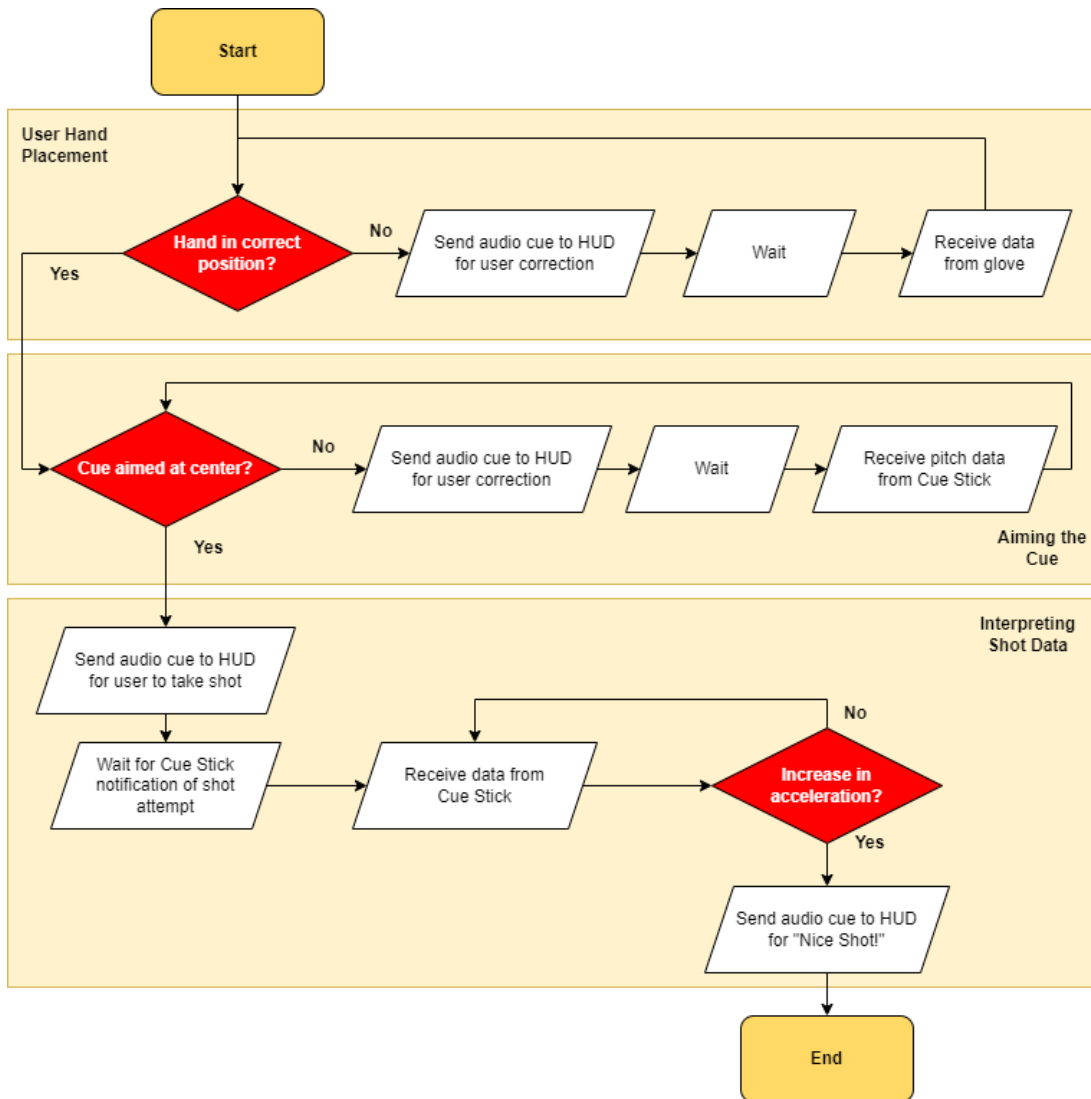 Start
User Hand
Placement
Hand in correct
position?
No
Yes
Send audio cue to HUD
for user correction
Wait
Receive data
from glove
Cue aimed at center?
No
Yes
Send audio cue to HUD
for user correction
Wait
Receive pitch data
from Cue Stick
Aiming the
Cue
Interpreting
Shot Data
Send audio cue to HUD
for user to take shot
Wait for Cue Stick
notification of shot
attempt
Receive data from
Cue Stick
No
Increase in
acceleration?
Yes
Send audio cue to HUD
for "Nice Shot!"
End